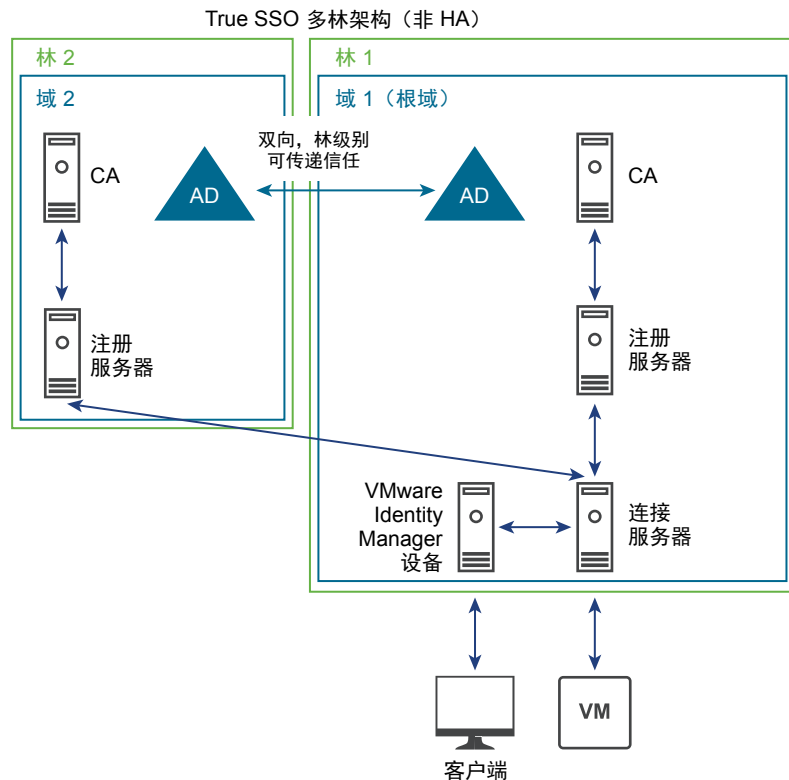 True SSO 多林架构（非 HA）
林 2
域 2
CA
AD
注册
服务器
双向，林级别
可传递信任
林 1
域 1（根域）
AD
CA
注册
服务器
VMware
Identity
Manager
设备
连接
服务器
客户端
VM